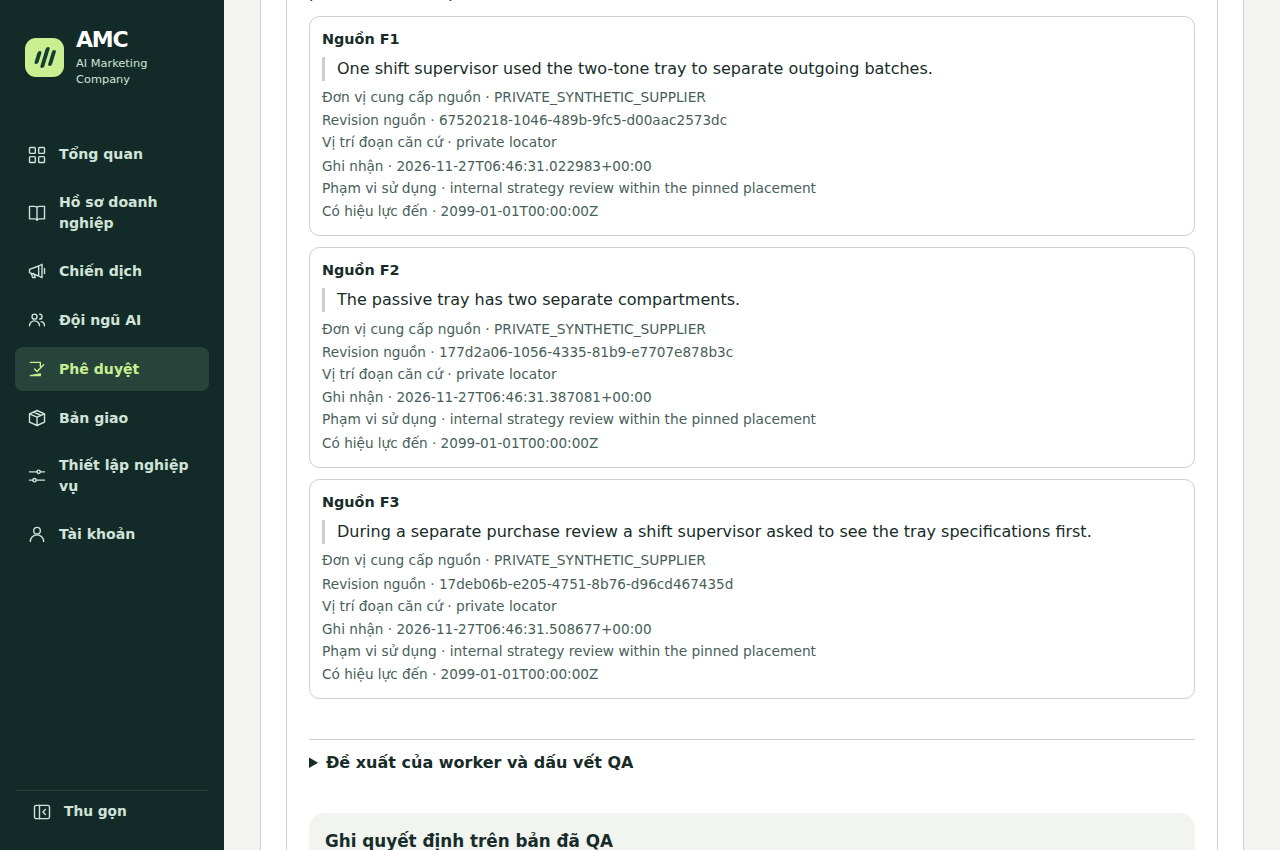 AMC
AI Marketing
Company
Tổng quan
Hồ sơ doanh
nghiệp
Chiến dịch
Đội ngũ AI
Phê duyệt
Bản giao
Thiết lập nghiệp
vụ
Tài khoản
Thu gọn
Nguồn F1
One shift supervisor used the two-tone tray to separate outgoing batches.
Đơn vị cung cấp nguồn · PRIVATE_SYNTHETIC_SUPPLIER
Revision nguồn · 67520218-1046-489b-9fc5-d00aac2573dc
Vị trí đoạn căn cứ · private locator
Ghi nhận · 2026-11-27T06:46:31.022983+00:00
Phạm vi sử dụng · internal strategy review within the pinned placement
Có hiệu lực đến · 2099-01-01T00:00:00Z
Nguồn F2
The passive tray has two separate compartments.
Đơn vị cung cấp nguồn · PRIVATE_SYNTHETIC_SUPPLIER
Revision nguồn · 177d2a06-1056-4335-81b9-e7707e878b3c
Vị trí đoạn căn cứ · private locator
Ghi nhận · 2026-11-27T06:46:31.387081+00:00
Phạm vi sử dụng · internal strategy review within the pinned placement
Có hiệu lực đến · 2099-01-01T00:00:00Z
Nguồn F3
During a separate purchase review a shift supervisor asked to see the tray specifications first.
Đơn vị cung cấp nguồn · PRIVATE_SYNTHETIC_SUPPLIER
Revision nguồn · 17deb06b-e205-4751-8b76-d96cd467435d
Vị trí đoạn căn cứ · private locator
Ghi nhận · 2026-11-27T06:46:31.508677+00:00
Phạm vi sử dụng · internal strategy review within the pinned placement
Có hiệu lực đến · 2099-01-01T00:00:00Z
Đề xuất của worker và dấu vết QA
Ghi quyết định trên bản đã QA